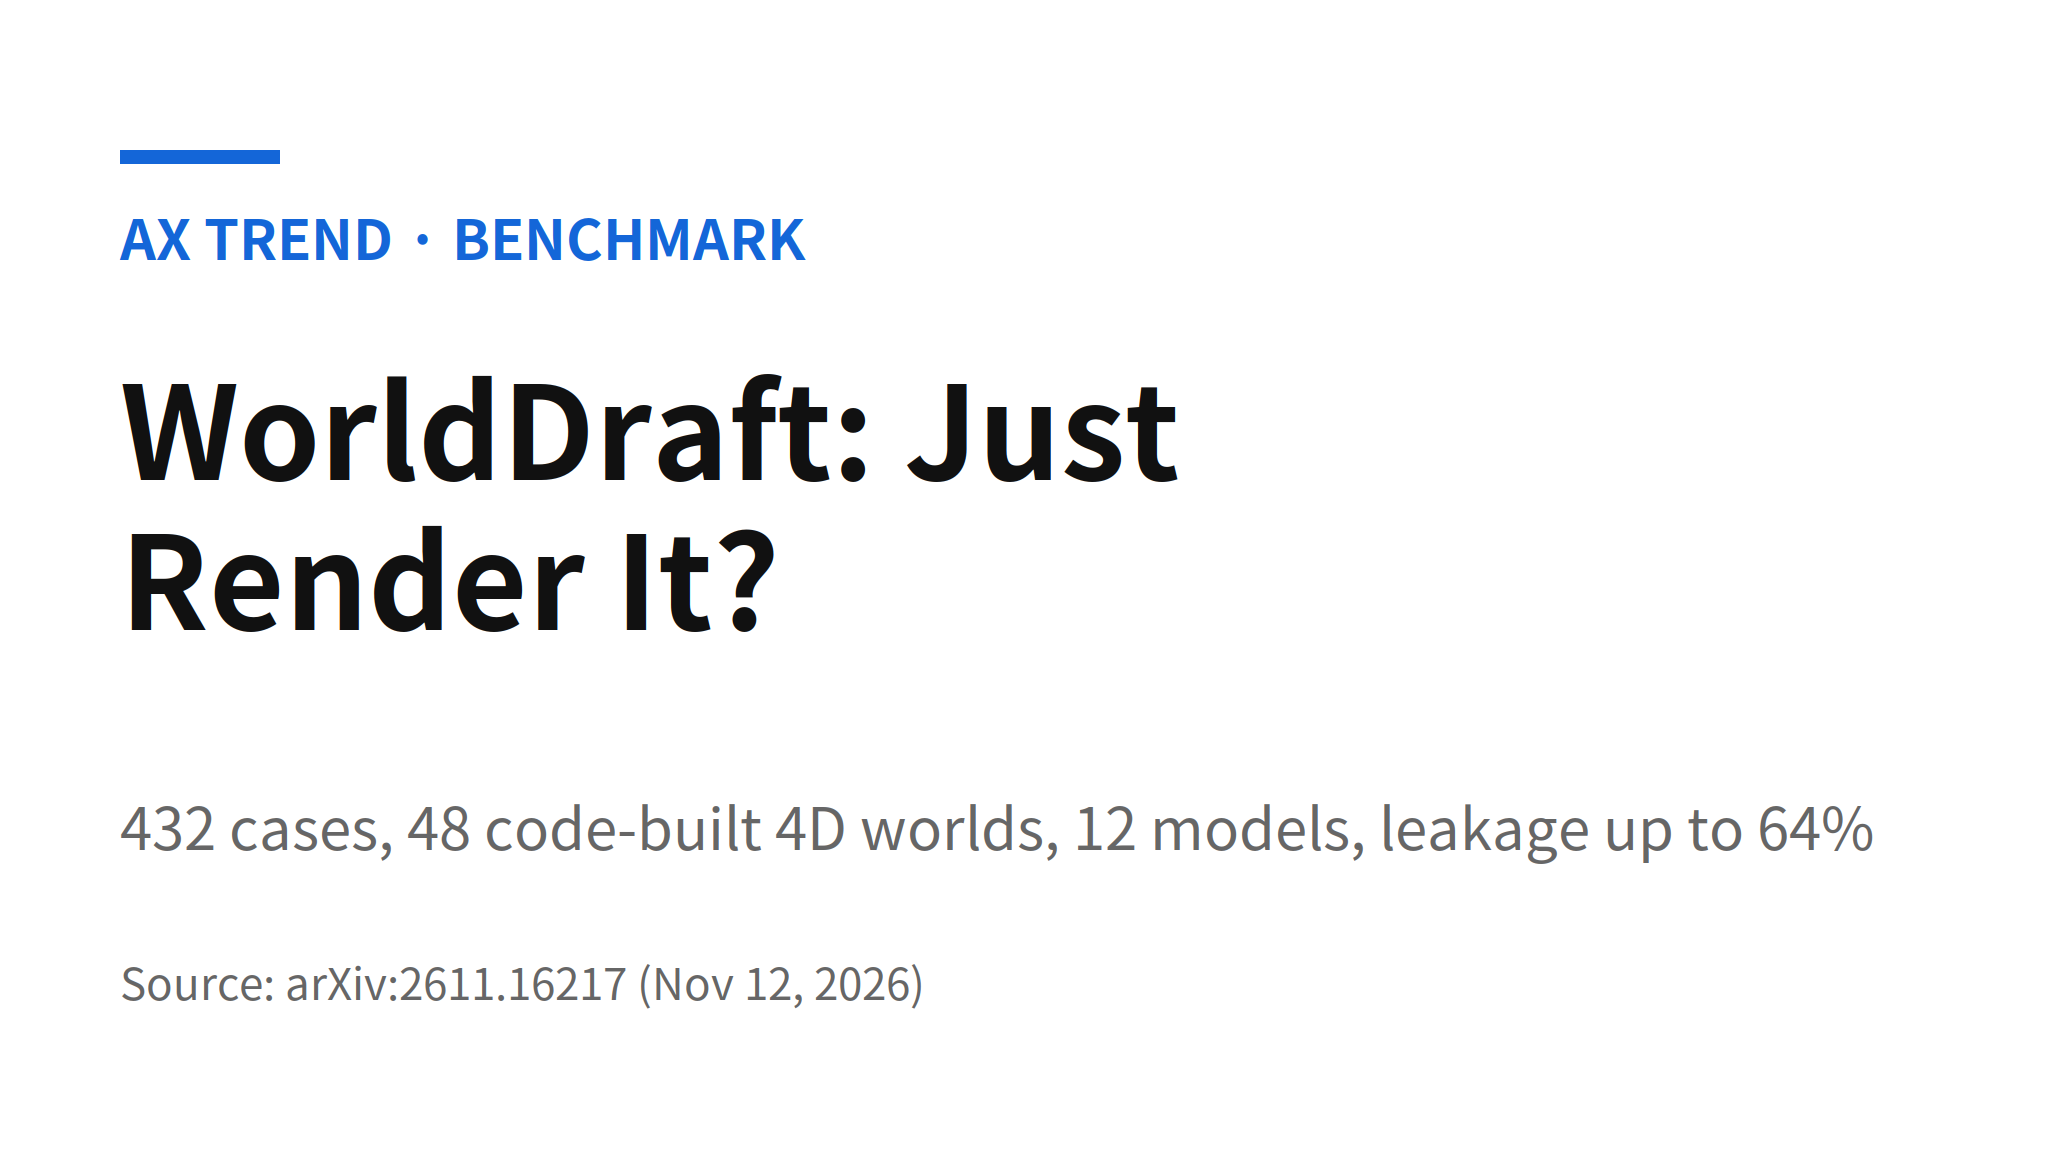 AX TREND · BENCHMARK
WorldDraft: Just
Render It?
432 cases, 48 code-built 4D worlds, 12 models, leakage up to 64%
Source: arXiv:2611.16217 (Nov 12, 2026)